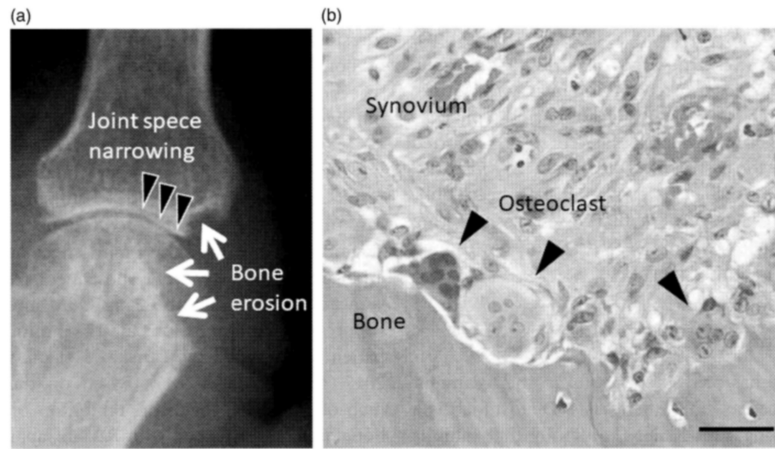 (a)
Joint spece
narrowing
Bone
erosion
(b)
Synovium
Osteoclast
Bone